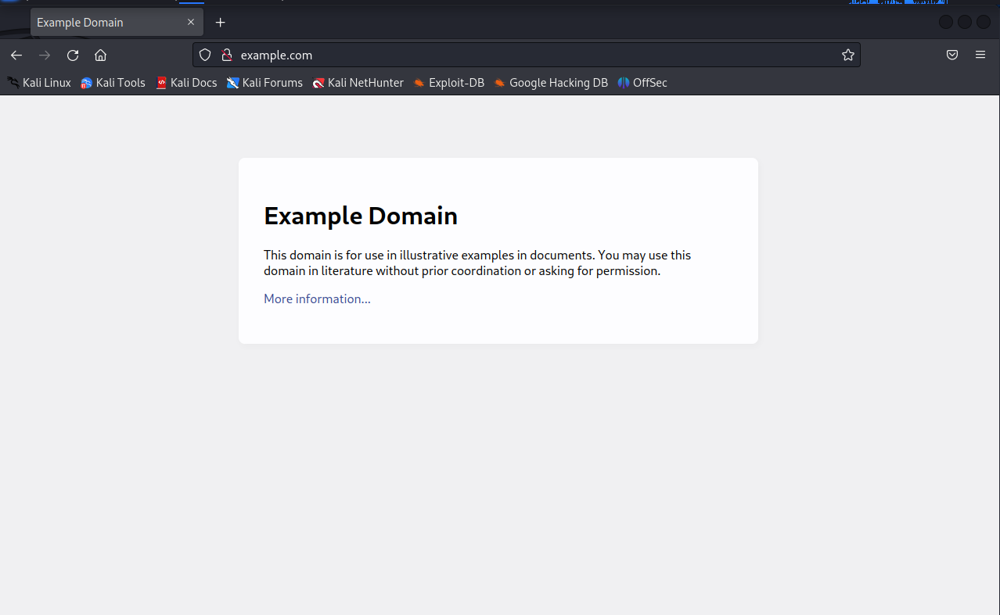 Example Domain
example.com
Kali Linux Kali Tools Kali Docs Kali Forums Kali NetHunter Exploit-DB Google Hacking DB OffSec
Example Domain
This domain is for use in illustrative examples in documents. You may use this
domain in literature without prior coordination or asking for permission.
More information...